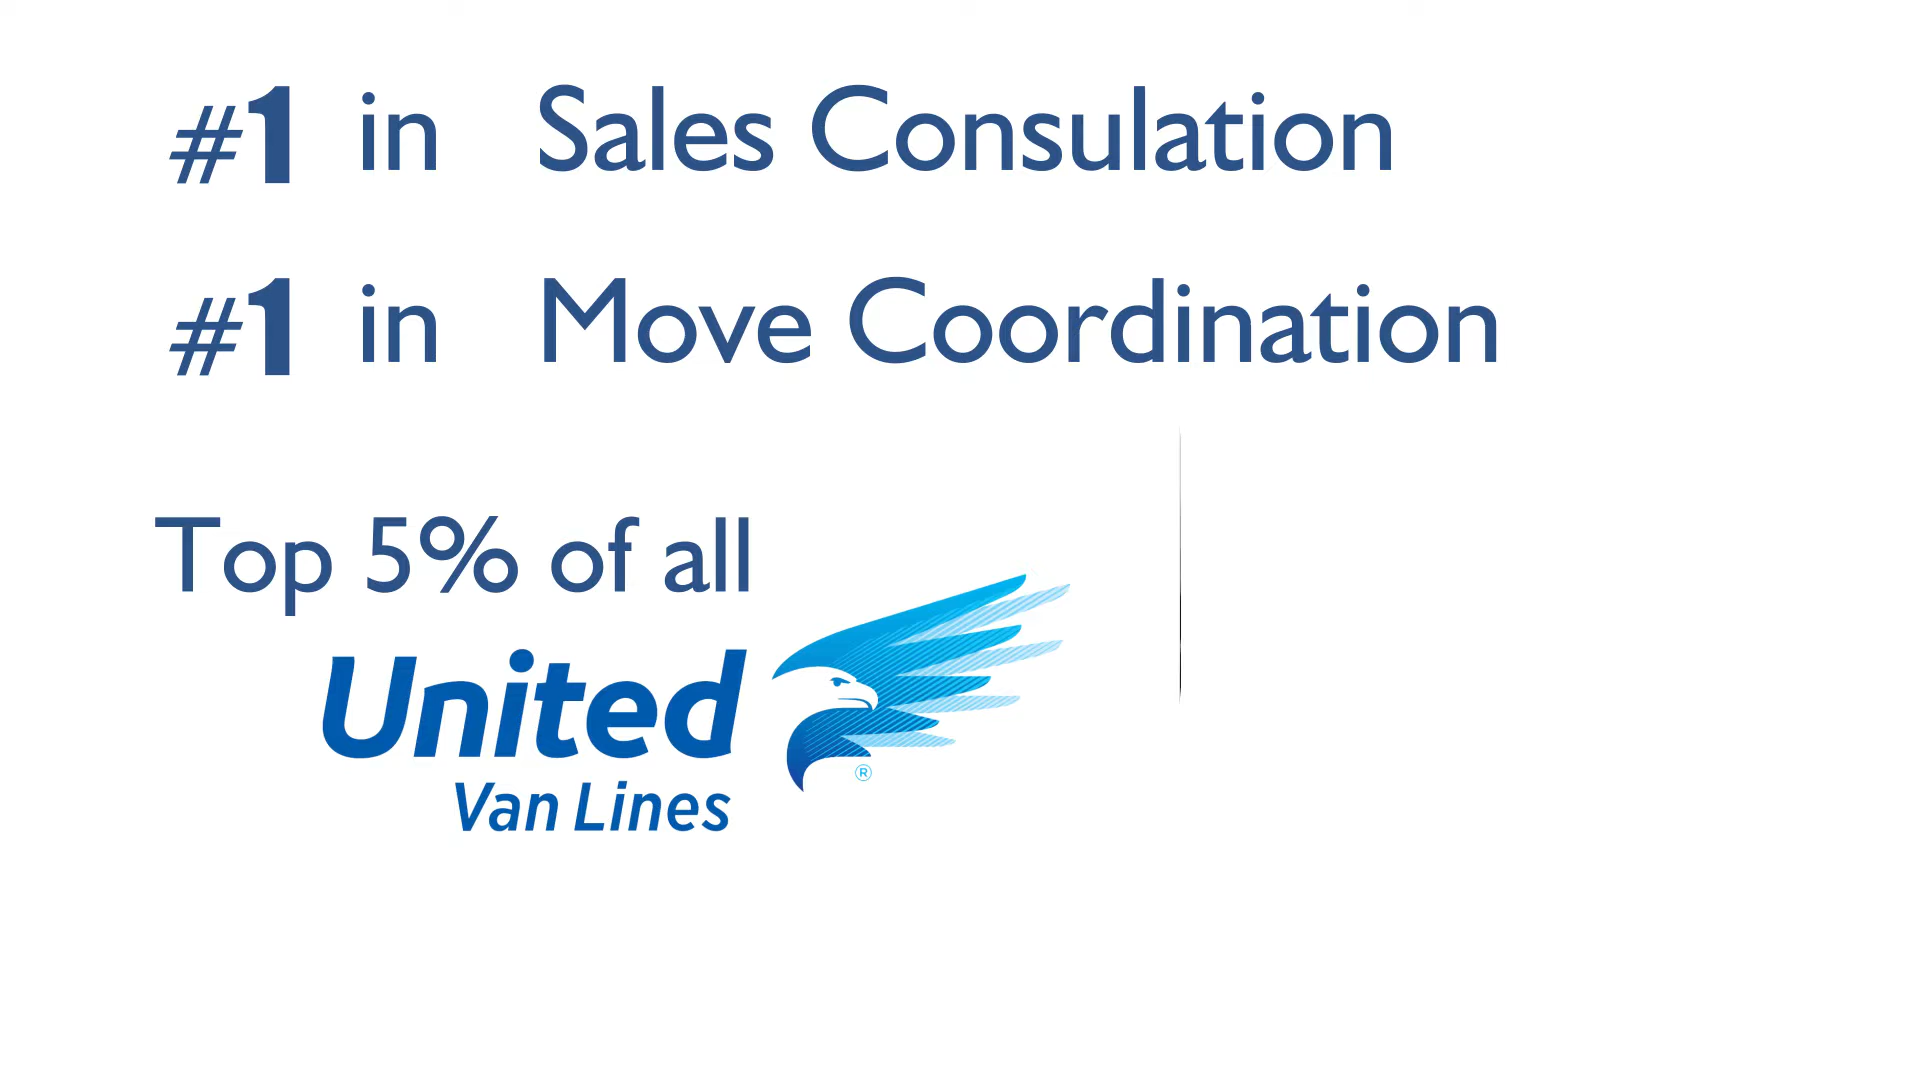 #1 in Sales Consulation
#1 in Move Coordination
Top 5% of all
United
®
Van Lines